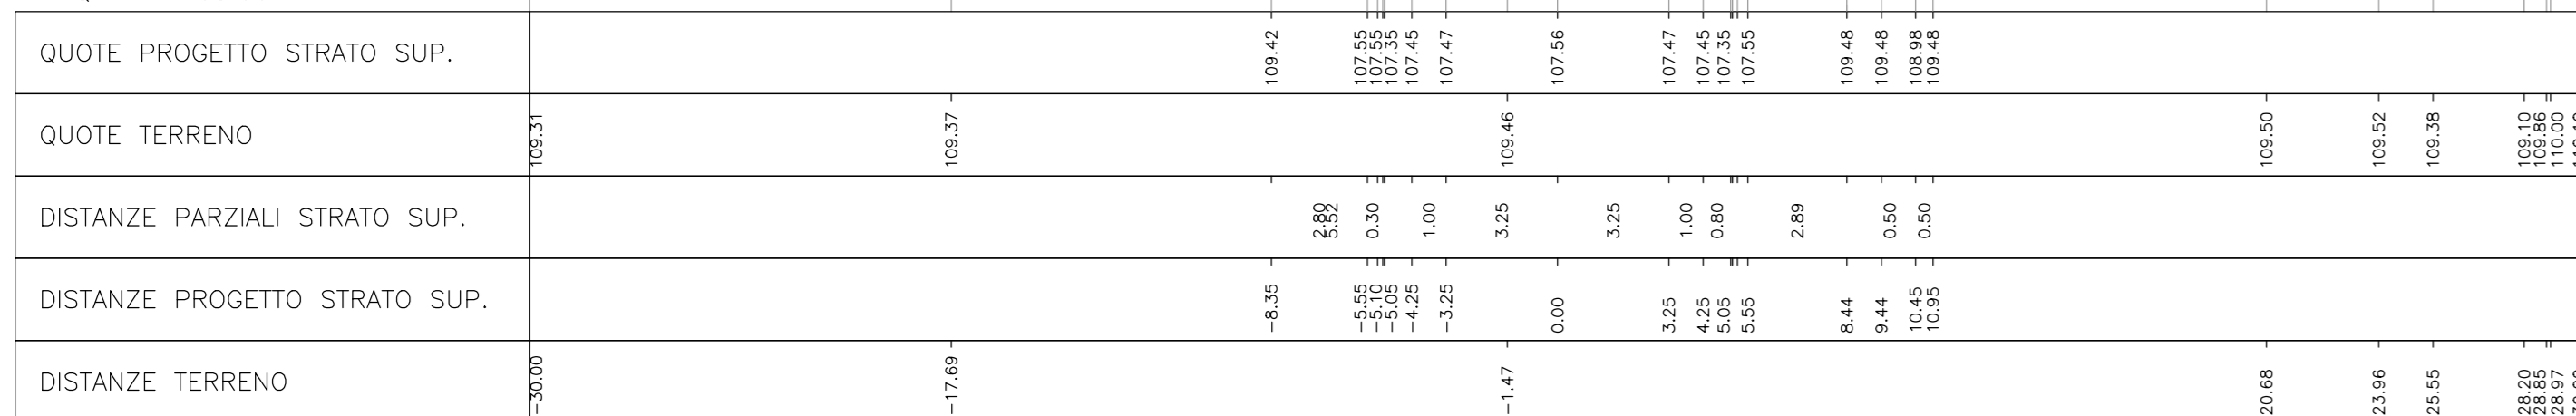 QUOTE PROGETTO STRATO SUP. 109.42 107.55 107.55 107.35 107.45 107.47 107.56 107.47 107.45 107.35 107.55 109.48 109.48 108.98 109.48
QUOTE TERRENO 109.31 109.37 109.46 109.50 109.52 109.38 109.10 109.86 110.00
DISTANZE PARZIALI STRATO SUP. 2.80 5.52 0.30 1.00 3.25 3.25 1.00 0.80 2.89 0.50 0.50
DISTANZE PROGETTO STRATO SUP. -8.35 -5.55 -5.10 -5.05 -4.25 -3.25 0.00 3.25 4.25 5.05 5.55 8.44 9.44 10.45 10.95
DISTANZE TERRENO -30.00 -17.69 -1.47 20.68 23.96 25.55 28.20 28.85 28.97